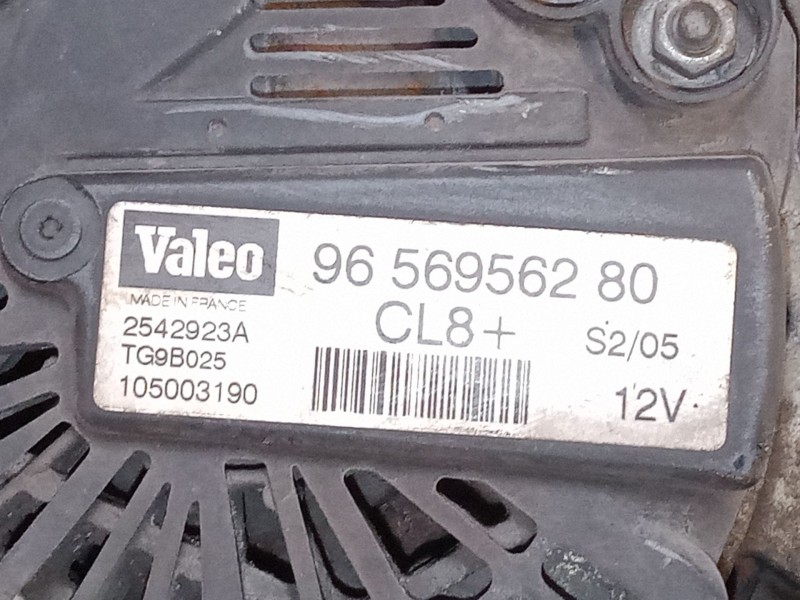 Valeo
MADE IN FRANCE
2542923A
TG9B025
105003190
96 569562 80
CL8+
S2/05
12V